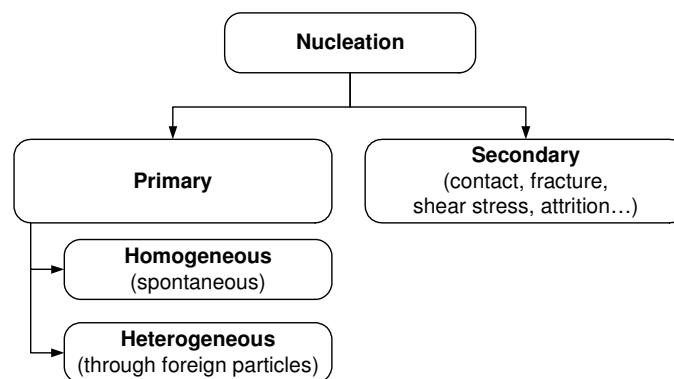 Nucleation
Primary
Secondary
(contact, fracture,
shear stress, attrition…)
Homogeneous
(spontaneous)
Heterogeneous
(through foreign particles)